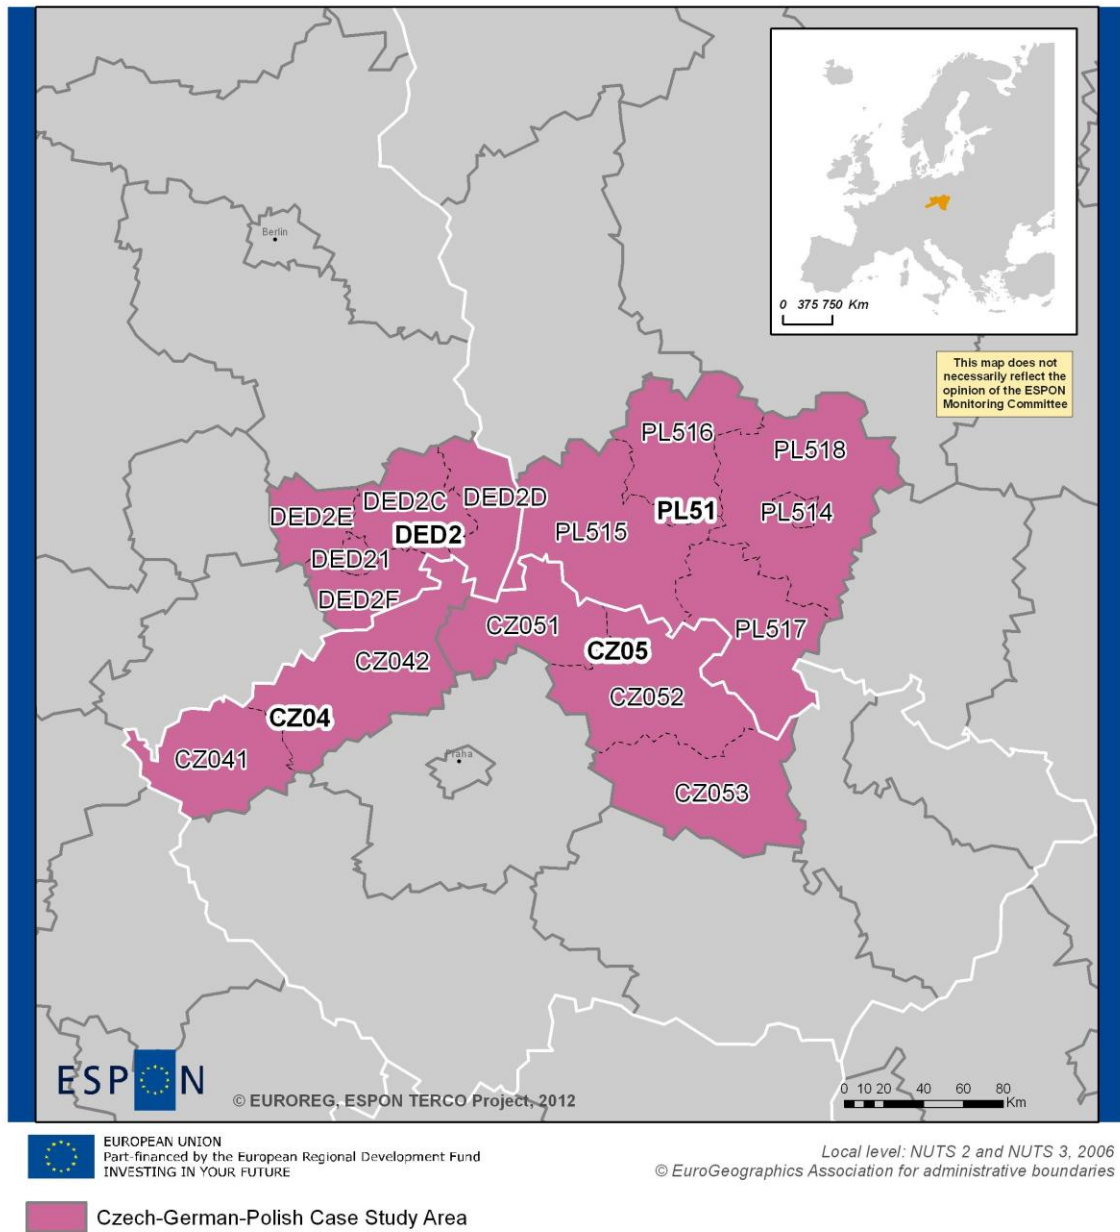 Berlin
0 375 750 Km
This map does not
necessarily reflect the
opinion of the ESPON
Monitoring Committee
PL516
PL518
DED2C
DED2D
DED2E
PL51
PL514
DED2
PL515
DED21
DED2F
CZ051
PL517
CZ05
CZ042
CZ052
CZ04
Praha
CZ041
CZ053
ESPON
© EUROREG, ESPON TERCO Project, 2012
0 10 20 40 60 80
Km
EUROPEAN UNION
Part-financed by the European Regional Development Fund
INVESTING IN YOUR FUTURE
Local level: NUTS 2 and NUTS 3, 2006
© EuroGeographics Association for administrative boundaries
Czech-German-Polish Case Study Area